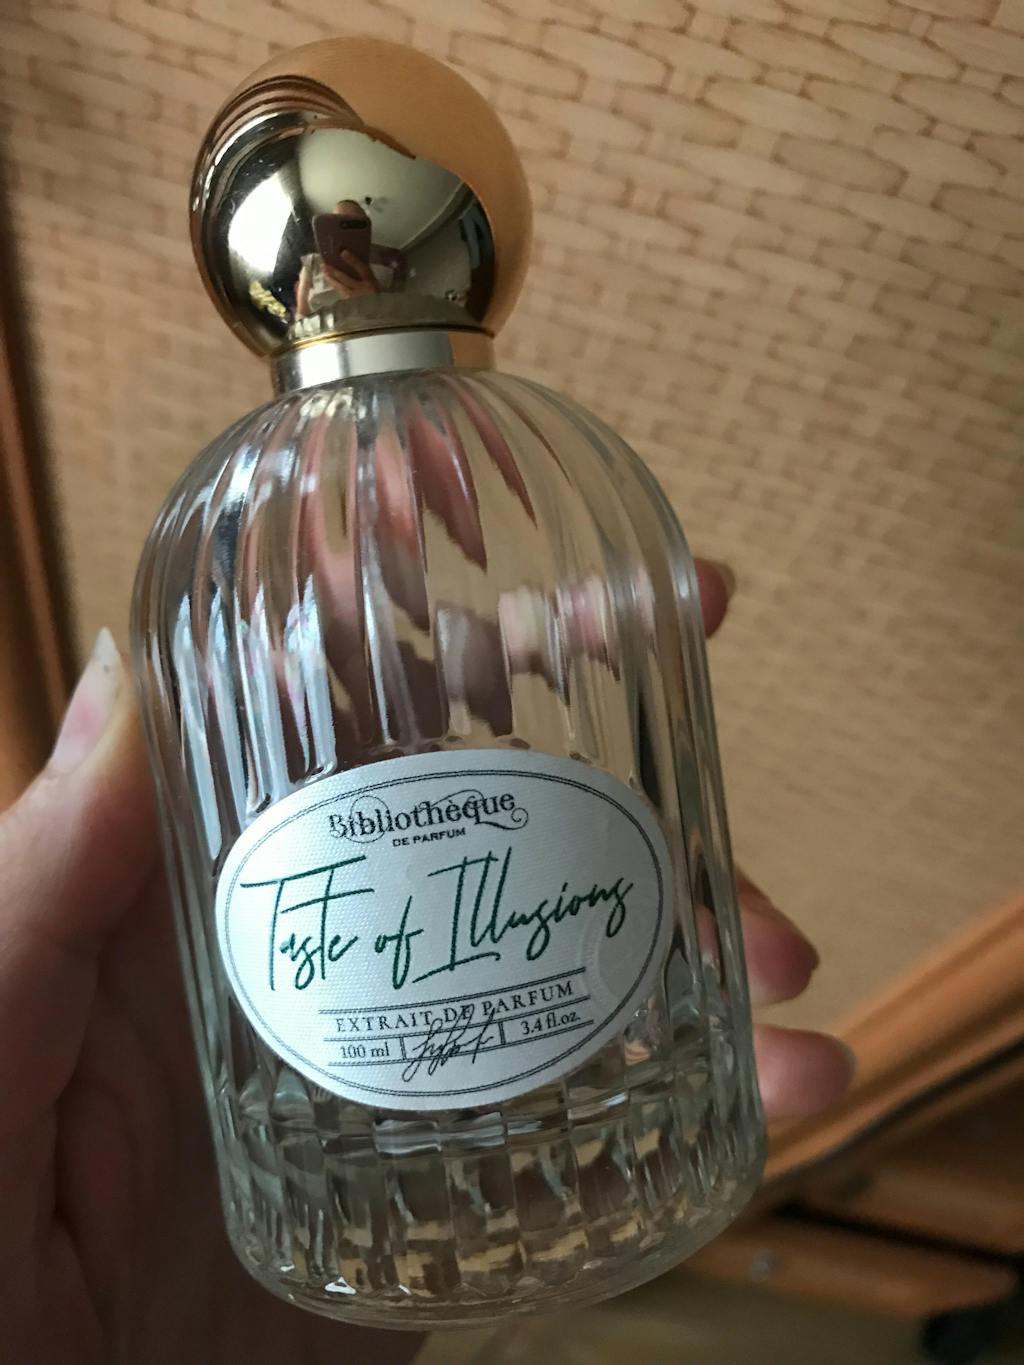 Bibliothèque
DE PARFUM
Taste of Illusions
EXTRAIT DE PARFUM
100 ml
3.4 fl.oz.